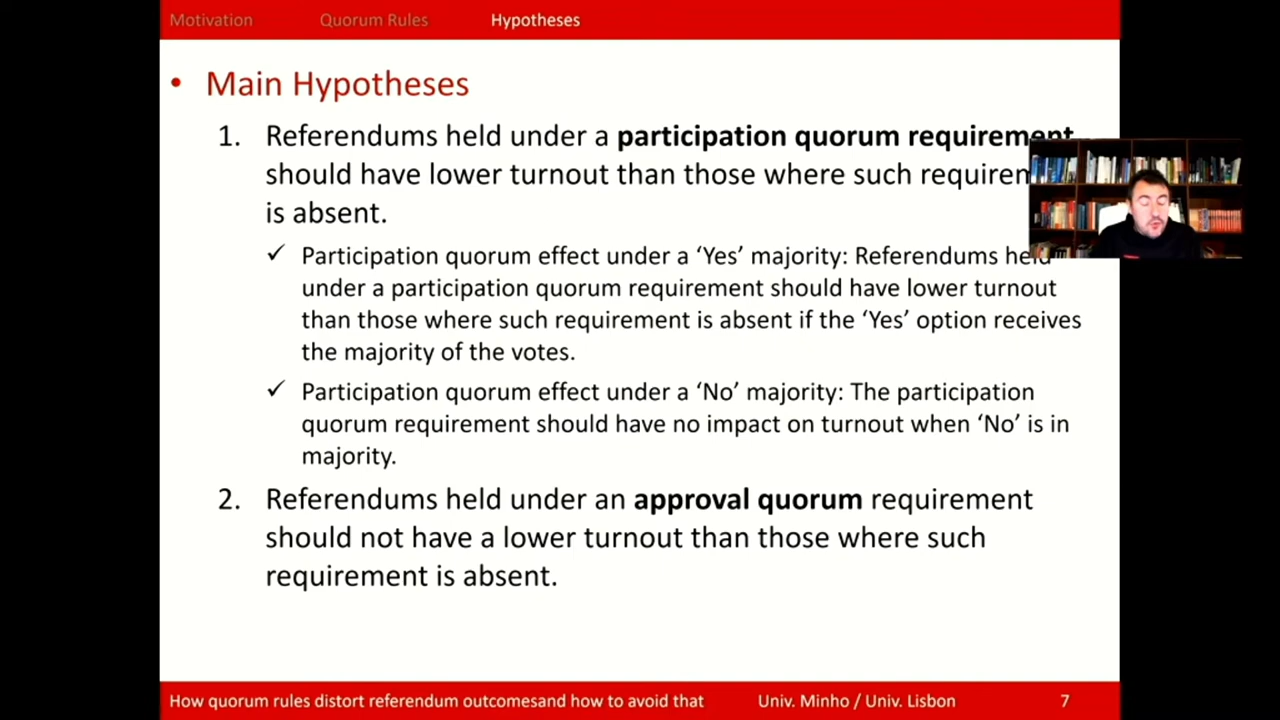 Motivation Quorum Rules Hypotheses
• Main Hypotheses
1. Referendums held under a participation quorum requirement
should have lower turnout than those where such requirem
is absent.
✓ Participation quorum effect under a ‘Yes’ majority: Referendums held
under a participation quorum requirement should have lower turnout
than those where such requirement is absent if the ‘Yes’ option receives
the majority of the votes.
✓ Participation quorum effect under a ‘No’ majority: The participation
quorum requirement should have no impact on turnout when ‘No’ is in
majority.
2. Referendums held under an approval quorum requirement
should not have a lower turnout than those where such
requirement is absent.
How quorum rules distort referendum outcomesand how to avoid that Univ. Minho / Univ. Lisbon 7